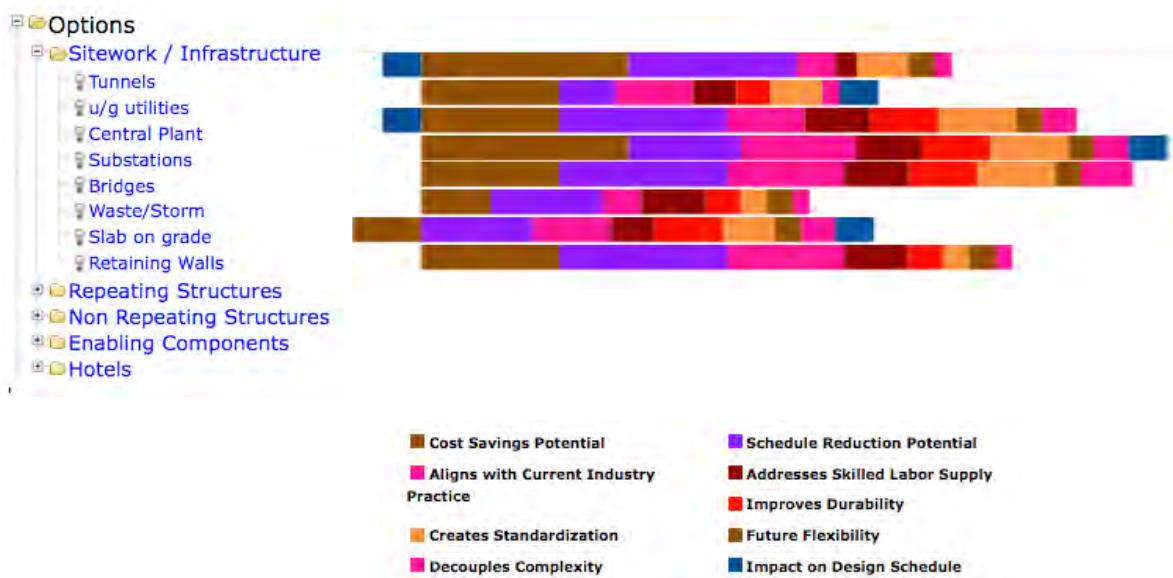 Options
Sitework / Infrastructure
Tunnels
u/g utilities
Central Plant
Substations
Bridges
Waste/Storm
Slab on grade
Retaining Walls
Repeating Structures
Non Repeating Structures
Enabling Components
Hotels
Cost Savings Potential
Schedule Reduction Potential
Aligns with Current Industry
Practice
Addresses Skilled Labor Supply
Improves Durability
Creates Standardization
Future Flexibility
Decouples Complexity
Impact on Design Schedule